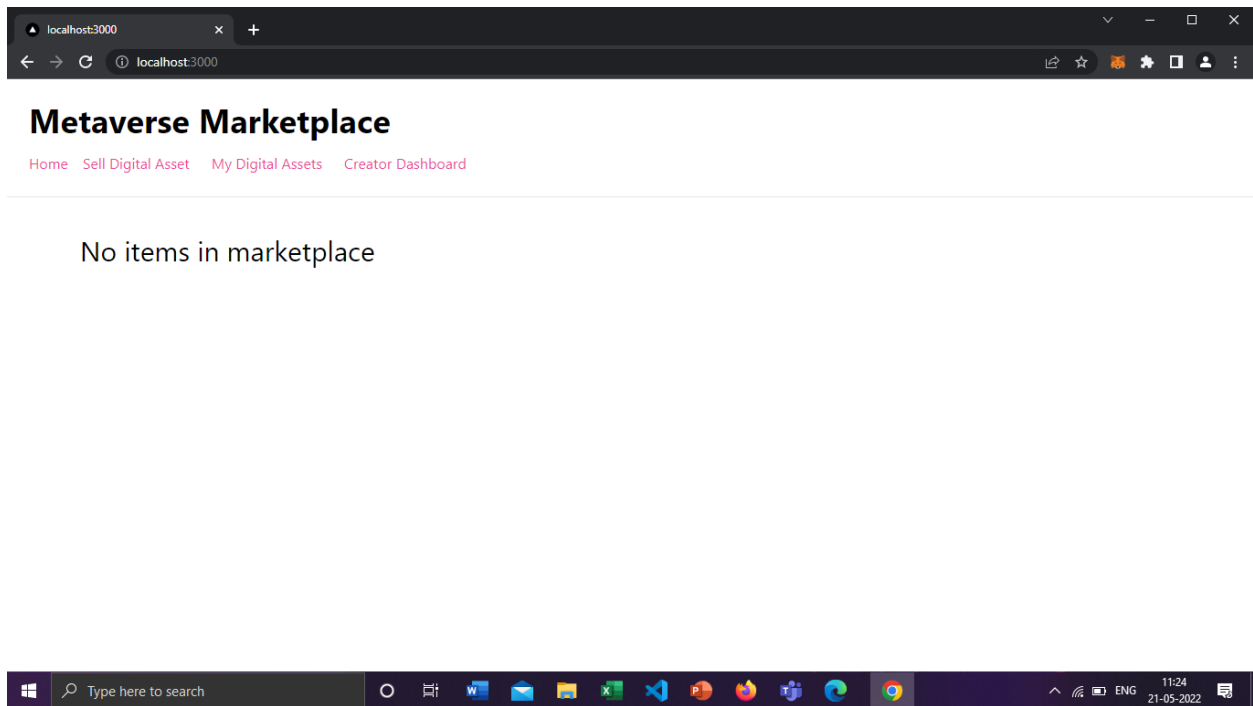 localhost:3000
localhost:3000
Metaverse Marketplace
Home Sell Digital Asset My Digital Assets Creator Dashboard
No items in marketplace
Type here to search
ENG
11:24
21-05-2022